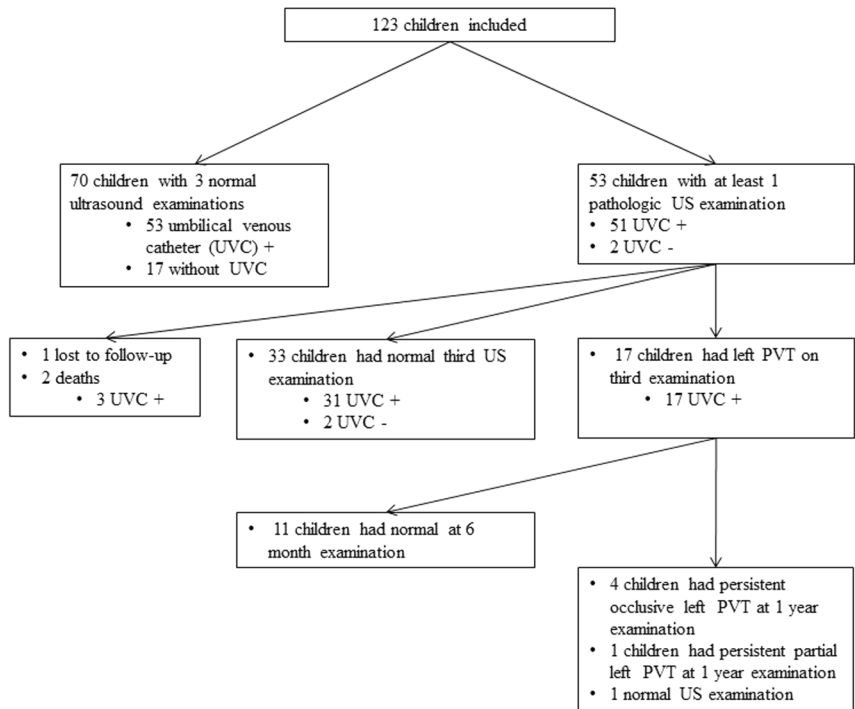 123 children included
70 children with 3 normal
ultrasound examinations
• 53 umbilical venous
catheter (UVC) +
• 17 without UVC
53 children with at least 1
pathologic US examination
• 51 UVC +
• 2 UVC -
• 1 lost to follow-up
• 2 deaths
• 3 UVC +
• 33 children had normal third US
examination
• 31 UVC +
• 2 UVC -
• 17 children had left PVT on
third examination
• 17 UVC +
• 11 children had normal at 6
month examination
• 4 children had persistent
occlusive left PVT at 1 year
examination
• 1 children had persistent partial
left PVT at 1 year examination
• 1 normal US examination